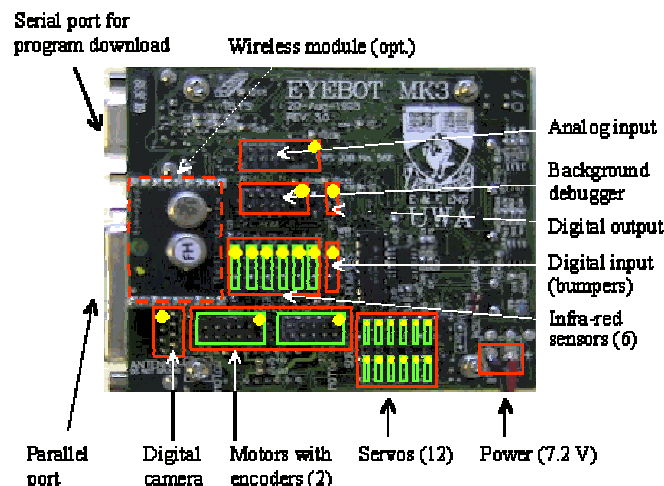 Serial port for
program download
Wireless module (opt.)
EYEBOT MK3
Analog input
Background
debugger
Digital output
UWA
Digital input
(bumpers)
Infra-red
sensors (6)
FH
Parallel
port
Digital
camera
Motors with
encoders (2)
Servos (12)
Power (7.2 V)